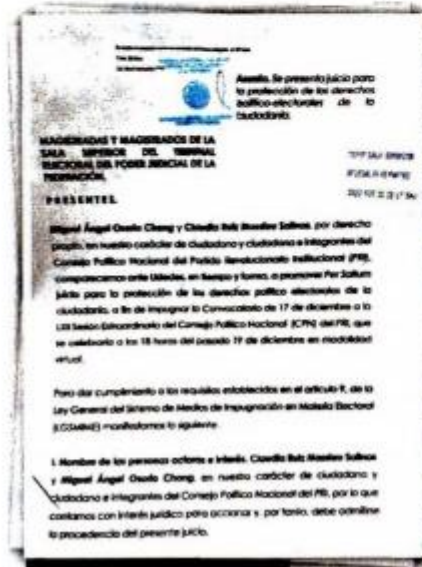 Asunto. Se presenta juicio para
la protección de los derechos
político-electorales de la
ciudadanía.
MAGISTRADAS Y MAGISTRADOS DE LA
SALA SUPERIOR DEL TRIBUNAL
ELECTORAL DEL PODER JUDICIAL DE LA
FEDERACIÓN.
PRESENTES.
Miguel Ángel Osorio Chong y Claudia Ruiz Massieu Salinas, por derecho
propio, en nuestro carácter de ciudadano y ciudadana e integrantes del
Consejo Político Nacional del Partido Revolucionario Institucional (PRI),
comparecemos ante Ustedes, en tiempo y forma, a promover Per Saltum
juicio para la protección de los derechos político electorales de la
ciudadanía, a fin de impugnar la Convocatoria de 17 de diciembre a la
Sesión Extraordinaria del Consejo Político Nacional (CPN) del PRI, que
se celebraría a las 18 horas del pasado 19 de diciembre en modalidad
virtual.
Para dar cumplimiento a los requisitos establecidos en el artículo 9, de la
Ley General del Sistema de Medios de Impugnación en Materia Electoral
(LGSMIME) manifestamos lo siguiente.
I. Nombre de las personas actoras e interés. Claudia Ruiz Massieu Salinas
y Miguel Ángel Osorio Chong, en nuestro carácter de ciudadano y
ciudadana e integrantes del Consejo Político Nacional del PRI, por lo que
contamos con interés jurídico para accionar y, por tanto, debe admitirse
la procedencia del presente juicio.